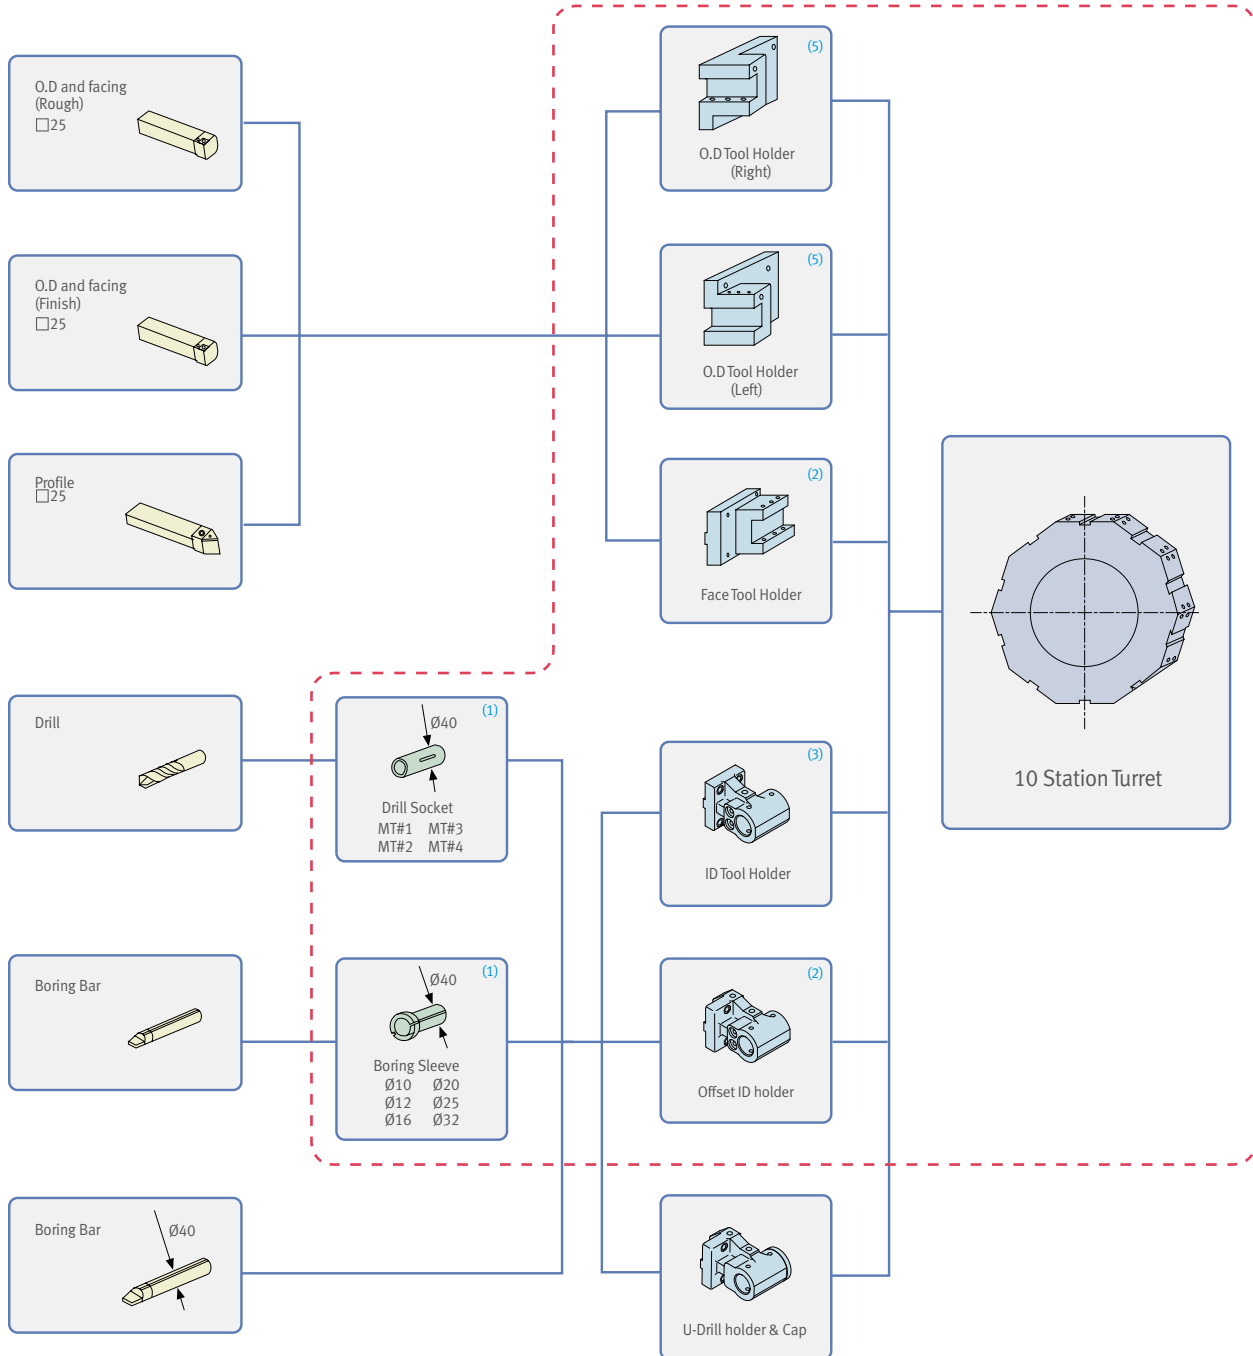 O.D and facing
(Rough)
□25
O.D and facing
(Finish)
□25
Profile
□25
Drill
Boring Bar
Boring Bar
Ø40
(1)
Ø40
Drill Socket
MT#1 MT#3
MT#2 MT#4
(1)
Ø40
Boring Sleeve
Ø10 Ø20
Ø12 Ø25
Ø16 Ø32
(5)
O.D Tool Holder
(Right)
(5)
O.D Tool Holder
(Left)
(2)
Face Tool Holder
(3)
ID Tool Holder
(2)
Offset ID holder
U-Drill holder & Cap
10 Station Turret